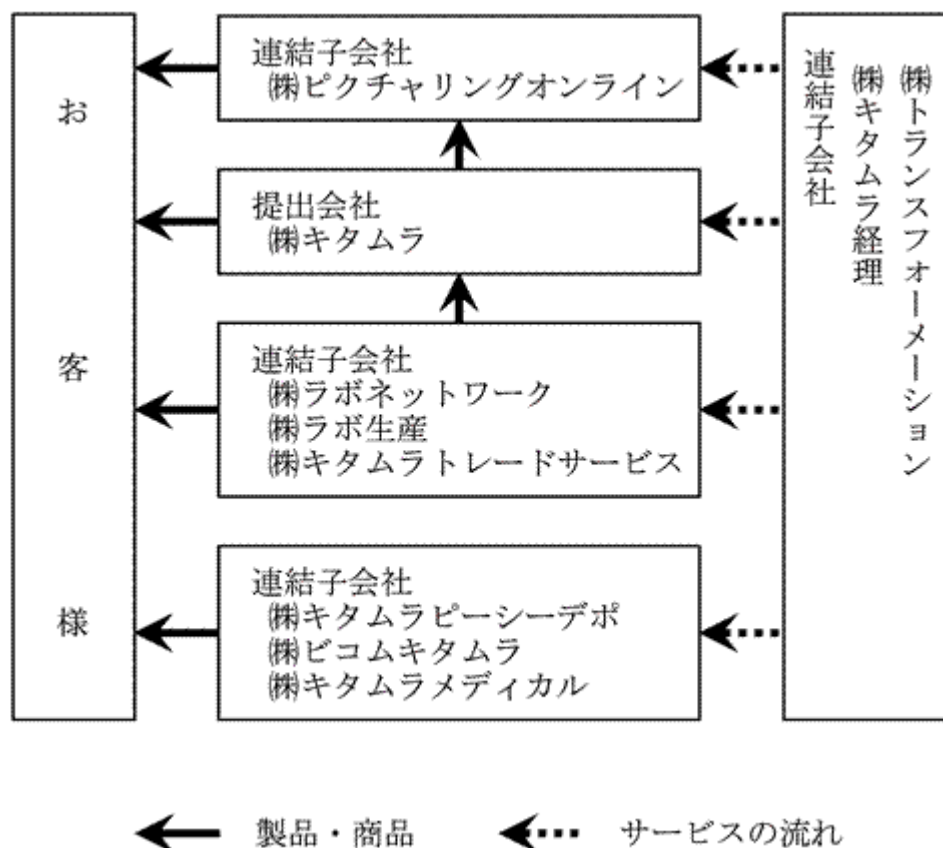 お客様
連結子会社
㈱ピクチャリングオンライン
提出会社
㈱キタムラ
連結子会社
㈱ラボネットワーク
㈱ラボ生産
㈱キタムラトレードサービス
連結子会社
㈱キタムラピーシーデポ
㈱ビコムキタムラ
㈱キタムラメディカル
㈱トランスフォーメーション
㈱キタムラ経理
連結子会社
製品・商品
サービスの流れ